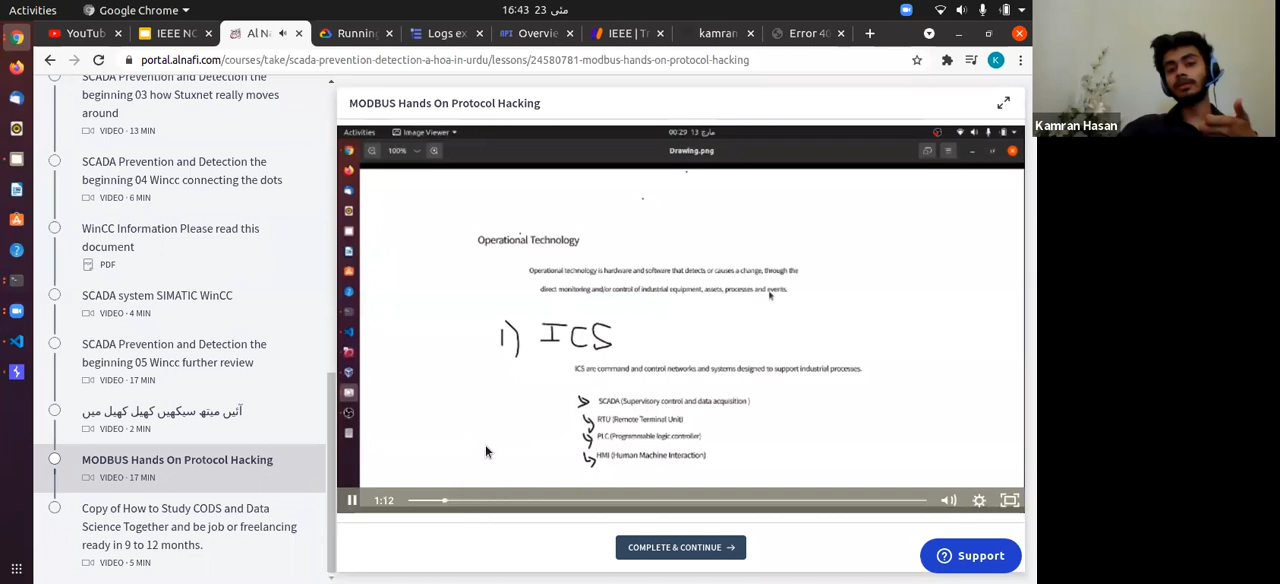 Activities
Google Chrome
مئی 23 16:43
YouTub
IEEE NC
Al Na
Running
Logs ex
API Overvie
IEEE | Tr
kamran
Error 40
portal.alnafi.com/courses/take/scada-prevention-detection-a-hoa-in-urdu/lessons/24580781-modbus-hands-on-protocol-hacking
K
SCADA Prevention and Detection the
beginning 03 how Stuxnet really moves
around
VIDEO · 13 MIN
SCADA Prevention and Detection the
beginning 04 Wincc connecting the dots
VIDEO · 6 MIN
WinCC Information Please read this
document
PDF
SCADA system SIMATIC WinCC
VIDEO · 4 MIN
SCADA Prevention and Detection the
beginning 05 Wincc further review
VIDEO · 17 MIN
آئیں میتھ سیکھیں کھیل کھیل میں
VIDEO · 2 MIN
MODBUS Hands On Protocol Hacking
VIDEO · 17 MIN
Copy of How to Study CODS and Data
Science Together and be job or freelancing
ready in 9 to 12 months.
VIDEO · 5 MIN
MODBUS Hands On Protocol Hacking
Activities
Image Viewer
مارچ 13 00:29
100%
Drawing.png
Operational Technology
Operational technology is hardware and software that detects or causes a change, through the
direct monitoring and/or control of industrial equipment, assets, processes and events.
1) ICS
ICS are command and control networks and systems designed to support industrial processes.
SCADA (Supervisory control and data acquisition )
RTU (Remote Terminal Unit)
PLC (Programmable logic controller)
HMI (Human Machine Interaction)
1:12
COMPLETE & CONTINUE →
Support
Kamran Hasan